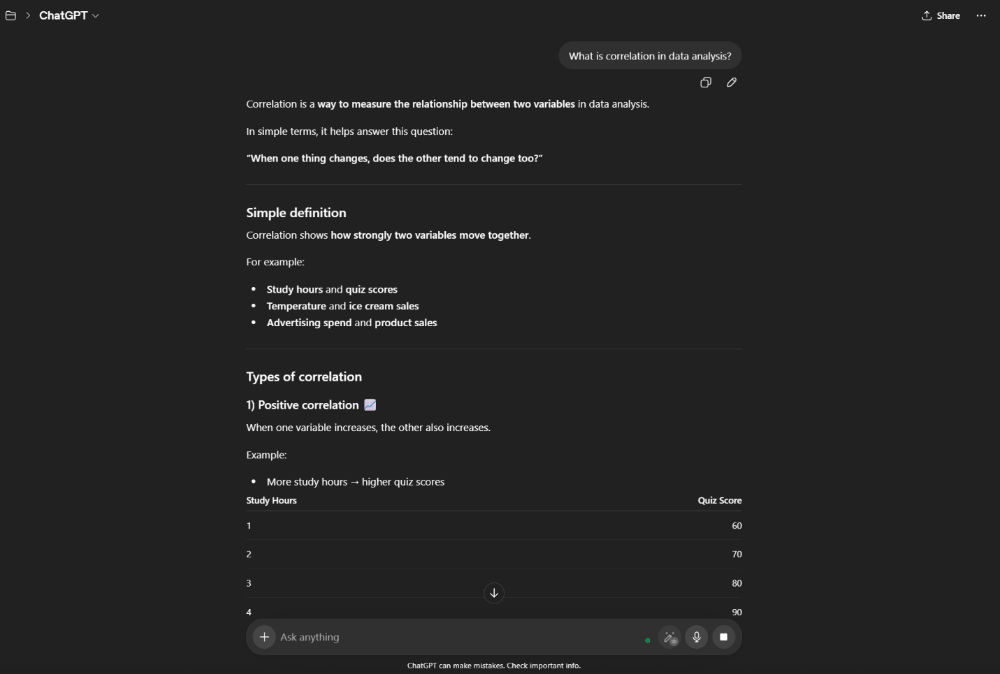 ChatGPT
Share
What is correlation in data analysis?
Correlation is a way to measure the relationship between two variables in data analysis.
In simple terms, it helps answer this question:
“When one thing changes, does the other tend to change too?”
Simple definition
Correlation shows how strongly two variables move together.
For example:
• Study hours and quiz scores
• Temperature and ice cream sales
• Advertising spend and product sales
Types of correlation
1) Positive correlation 📈
When one variable increases, the other also increases.
Example:
• More study hours → higher quiz scores
Study Hours Quiz Score
1 60
2 70
3 80
4 90
Ask anything
ChatGPT can make mistakes. Check important info.